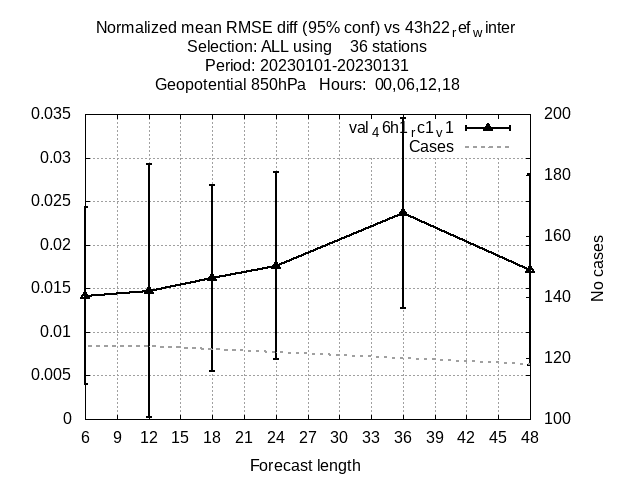 Normalized mean RMSE diff (95% conf) vs 43h22ref winter
Selection: ALL using 36 stations
Period: 20230101-20230131
Geopotential 850hPa Hours: 00,06,12,18
val46h1rc1v1
Cases
0.035
0.03
0.025
0.02
0.015
0.01
0.005
0
200
180
160
140
120
100
No cases
6 9 12 15 18 21 24 27 30 33 36 39 42 45 48
Forecast length